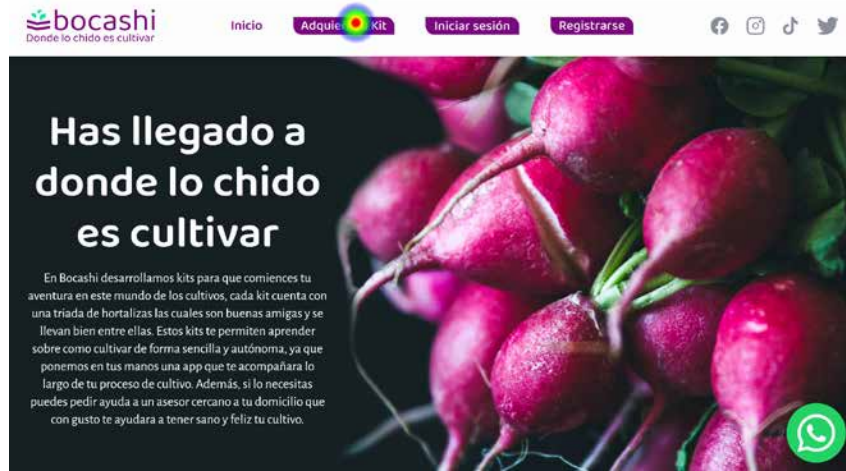 bocashi
Donde lo chido es cultivar
Inicio
Kit
Iniciar sesión
Registrarse
Has llegado a
donde lo chido
es cultivar
En Bocashi desarrollamos kits para que comiences tu
aventura en este mundo de los cultivos, cada kit cuenta con
una triada de hortalizas las cuales son buenas amigas y se
llevan bien entre ellas. Estos kits te permiten aprender
sobre como cultivar de forma sencilla y autónoma, ya que
ponemos en tus manos una app que te acompañara lo
largo de tu proceso de cultivo. Además, si lo necesitas
puedes pedir ayuda a un asesor cercano a tu domicilio que
con gusto te ayudara a tener sano y feliz tu cultivo.